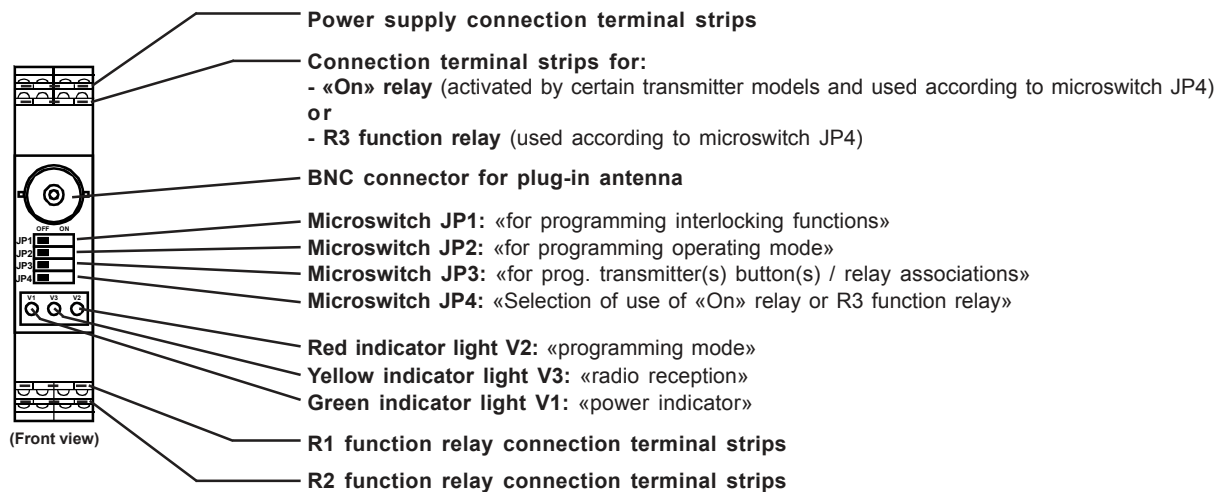 Power supply connection terminal strips
Connection terminal strips for:
- «On» relay (activated by certain transmitter models and used according to microswitch JP4)
or
- R3 function relay (used according to microswitch JP4)
BNC connector for plug-in antenna
OFF ON
JP1
JP2
JP3
JP4
Microswitch JP1: «for programming interlocking functions»
Microswitch JP2: «for programming operating mode»
Microswitch JP3: «for prog. transmitter(s) button(s) / relay associations»
Microswitch JP4: «Selection of use of «On» relay or R3 function relay»
V1 V3 V2
Red indicator light V2: «programming mode»
Yellow indicator light V3: «radio reception»
Green indicator light V1: «power indicator»
(Front view)
R1 function relay connection terminal strips
R2 function relay connection terminal strips